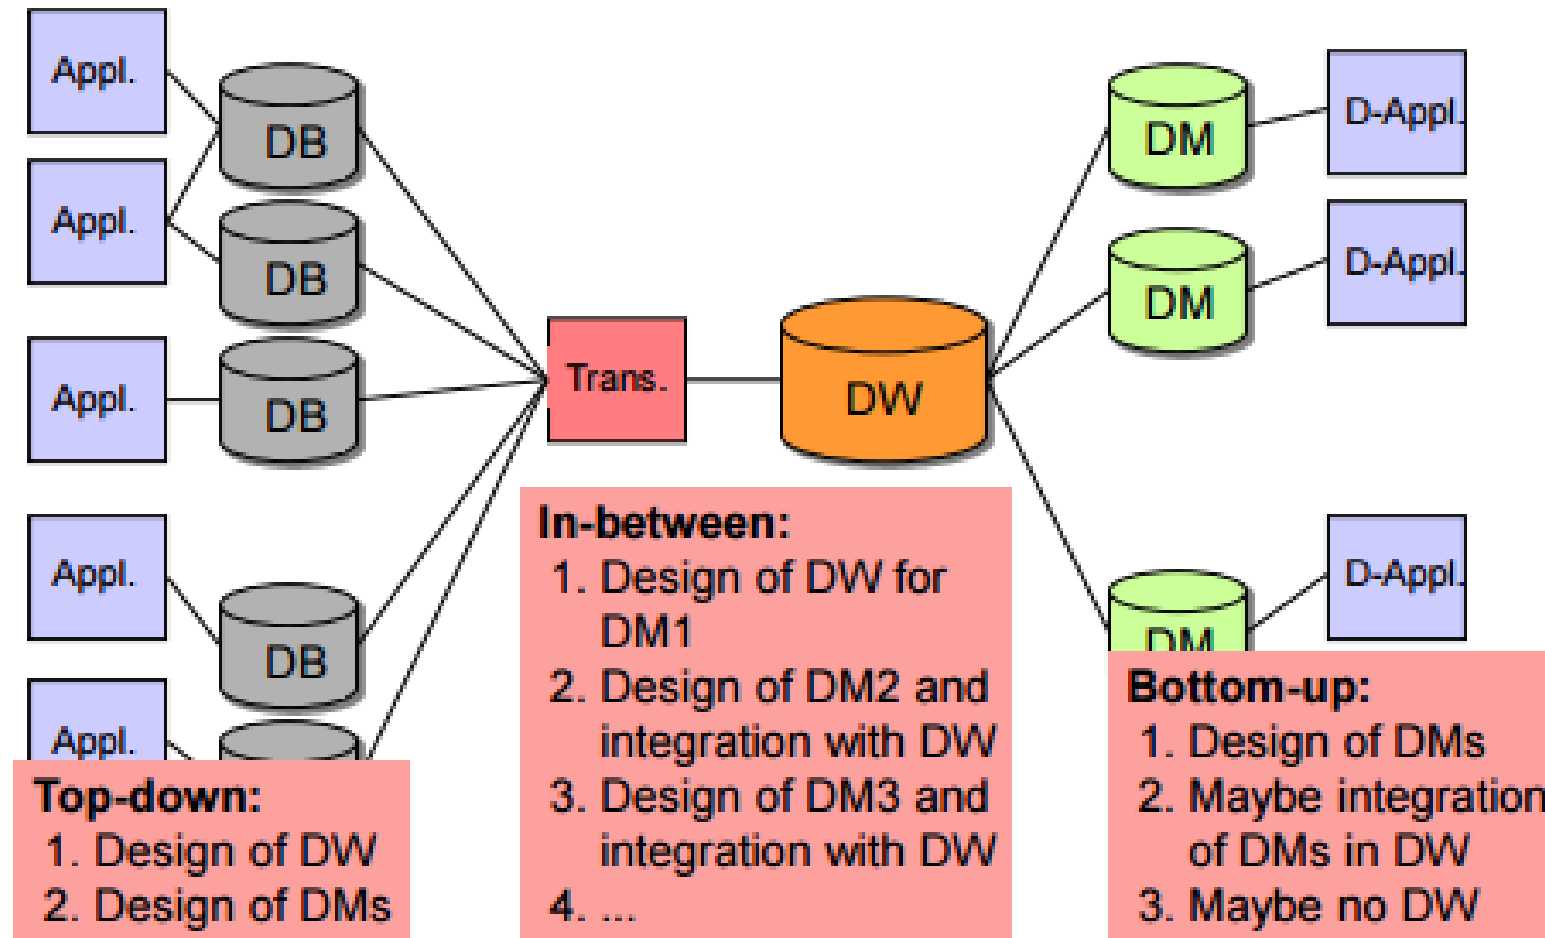 Appl.
DB
DM
D-Appl.
Appl.
DB
DM
D-Appl.
Appl.
DB
Trans.
DW
Appl.
DB
DM
D-Appl.
Appl.
In-between:
1. Design of DW for
DM1
2. Design of DM2 and
integration with DW
3. Design of DM3 and
integration with DW
4. ...
Top-down:
1. Design of DW
2. Design of DMs
Bottom-up:
1. Design of DMs
2. Maybe integration
of DMs in DW
3. Maybe no DW